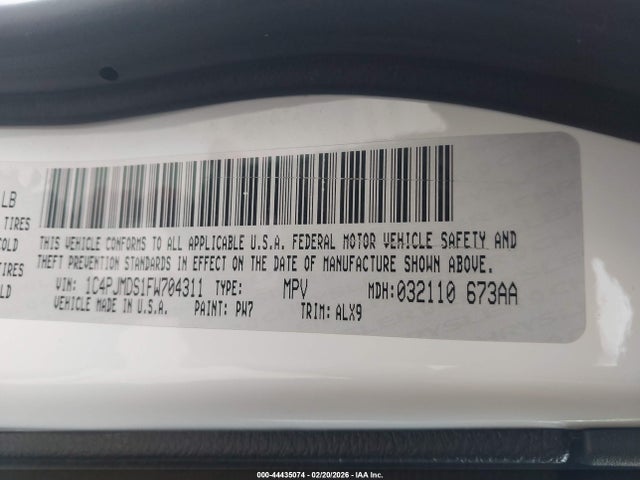 LB
TIRES
COLD
TIRES
COLD
THIS VEHICLE CONFORMS TO ALL APPLICABLE U.S.A. FEDERAL MOTOR VEHICLE SAFETY AND
THEFT PREVENTION STANDARDS IN EFFECT ON THE DATE OF MANUFACTURE SHOWN ABOVE.
VIN: 1C4PJMDS1FW704311 TYPE: MPV MDH:032110 673AA
VEHICLE MADE IN U.S.A. PAINT: PW7 TRIM:ALX9
000-44435074 - 02/20/2026 - IAA Inc.